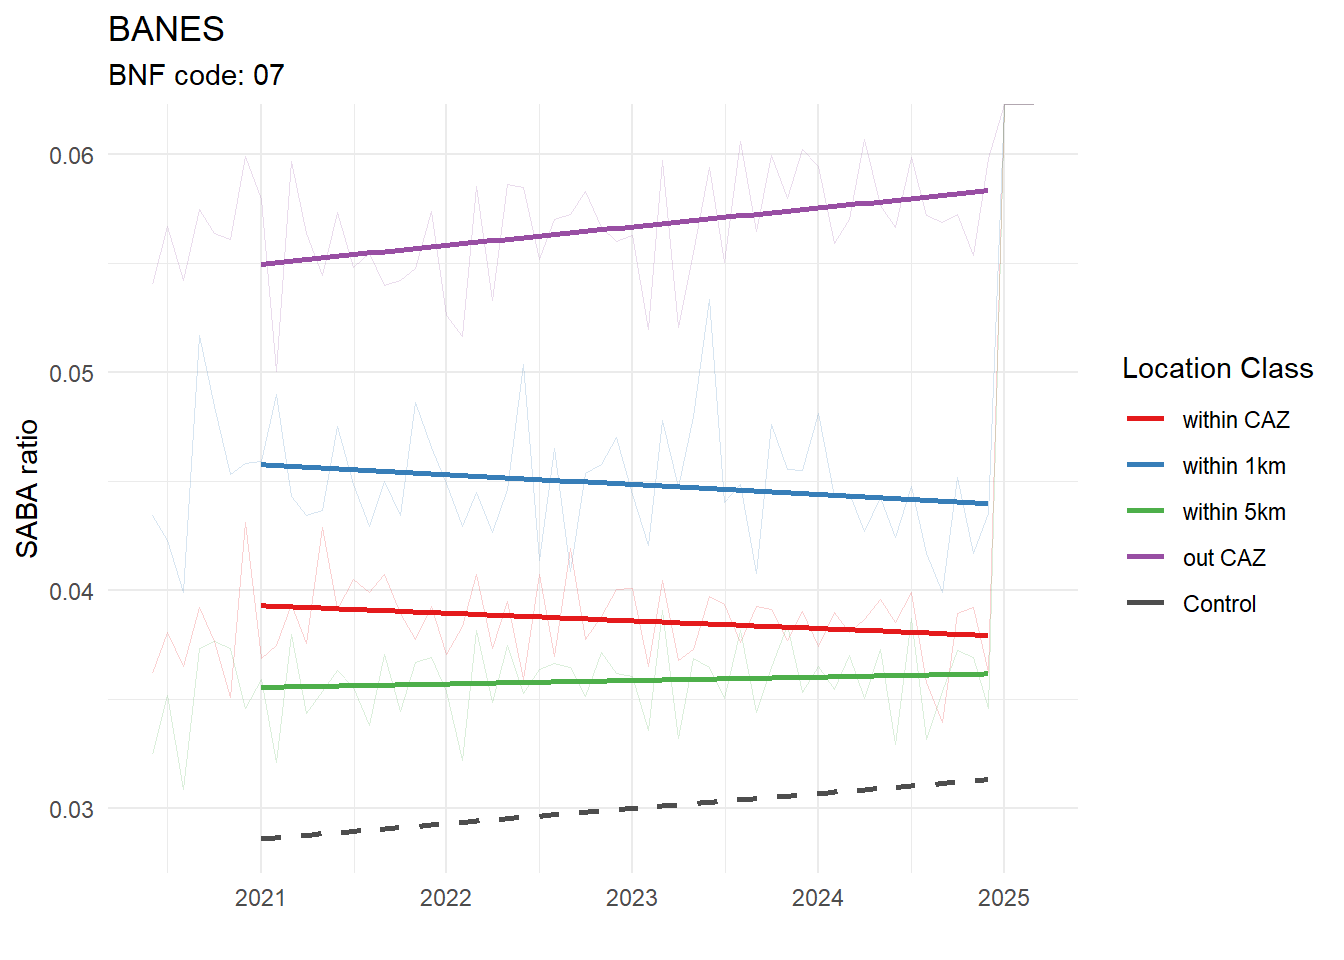 BANES
BNF code: 07
0.06
0.05
0.04
0.03
SABA ratio
2021 2022 2023 2024 2025
Location Class
within CAZ
within 1km
within 5km
out CAZ
Control